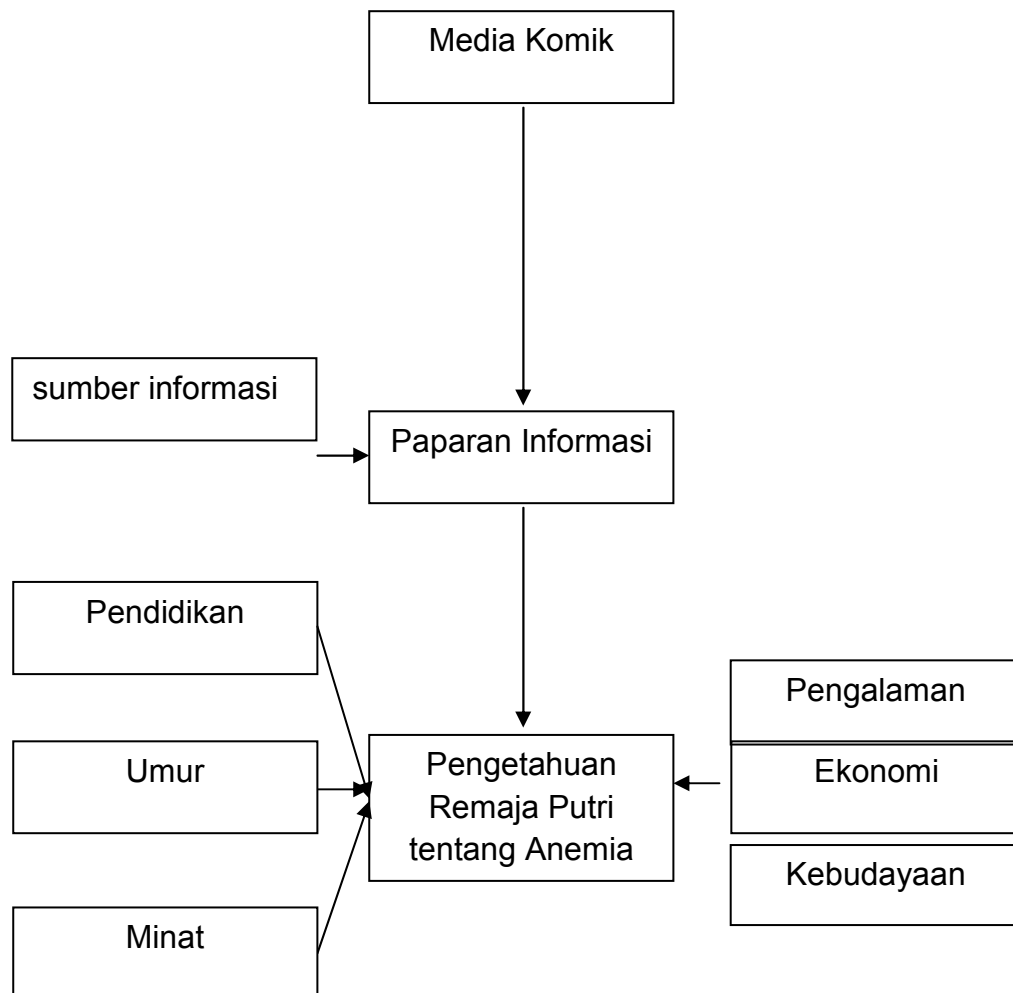 Media Komik
sumber informasi
Paparan Informasi
Pendidikan
Pengalaman
Umur
Pengetahuan
Remaja Putri
tentang Anemia
Ekonomi
Kebudayaan
Minat